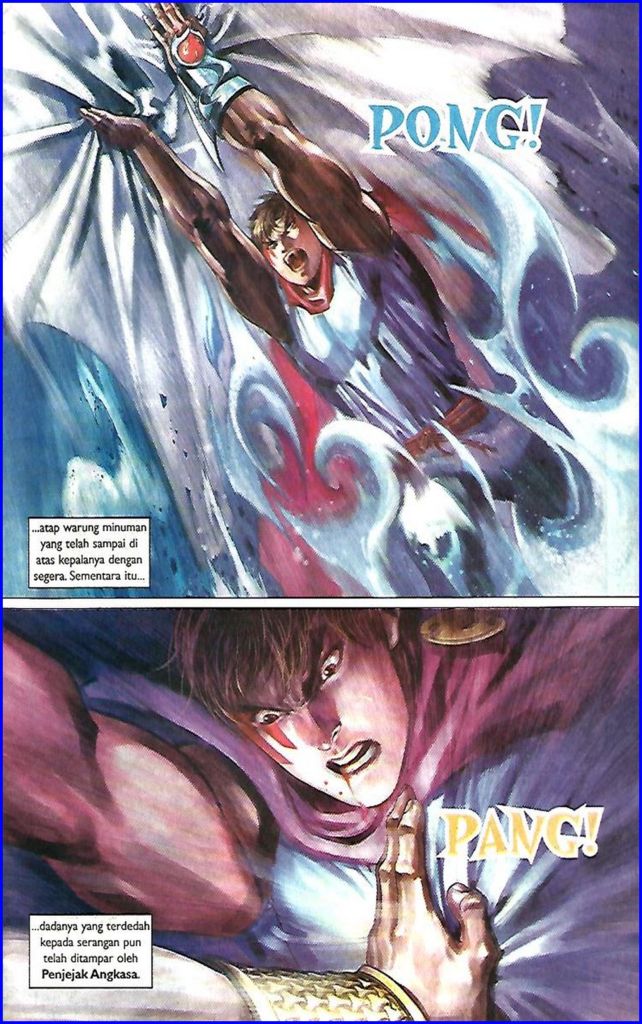 PONG!
...atap warung minuman
yang telah sampai di
atas kepalanya dengan
segera. Sementara itu...
PANG!
...dadanya yang terdedah
kepada serangan pun
telah ditampar oleh
Penjejak Angkasa.